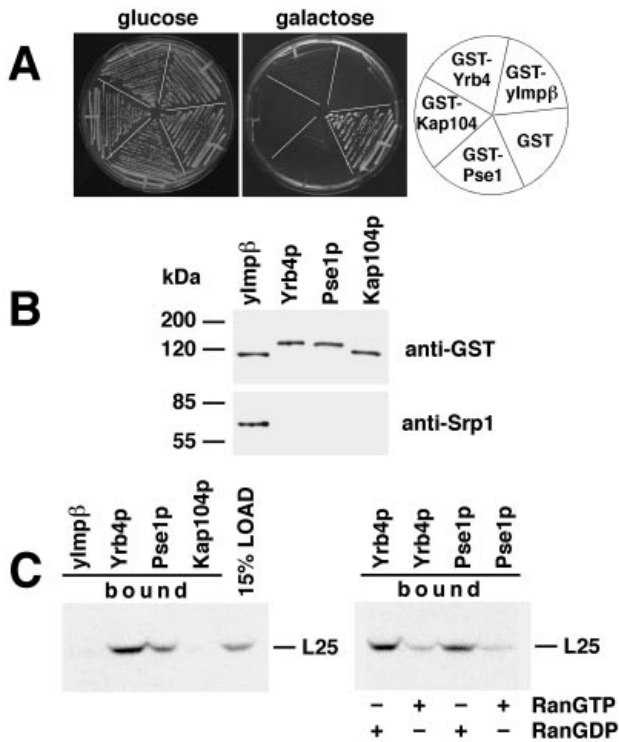 glucose galactose
A
GST-Yrb4
GST-yImpβ
GST-Kap104
GST-Pse1
GST
B
kDa
yImpβ Yrb4p Pse1p Kap104p
200
120
anti-GST
85
55
anti-Srp1
C
yImpβ Yrb4p Pse1p Kap104p 15% LOAD
bound
L25
Yrb4p Yrb4p Pse1p Pse1p
bound
L25
– + – + RanGTP
+ – + – RanGDP